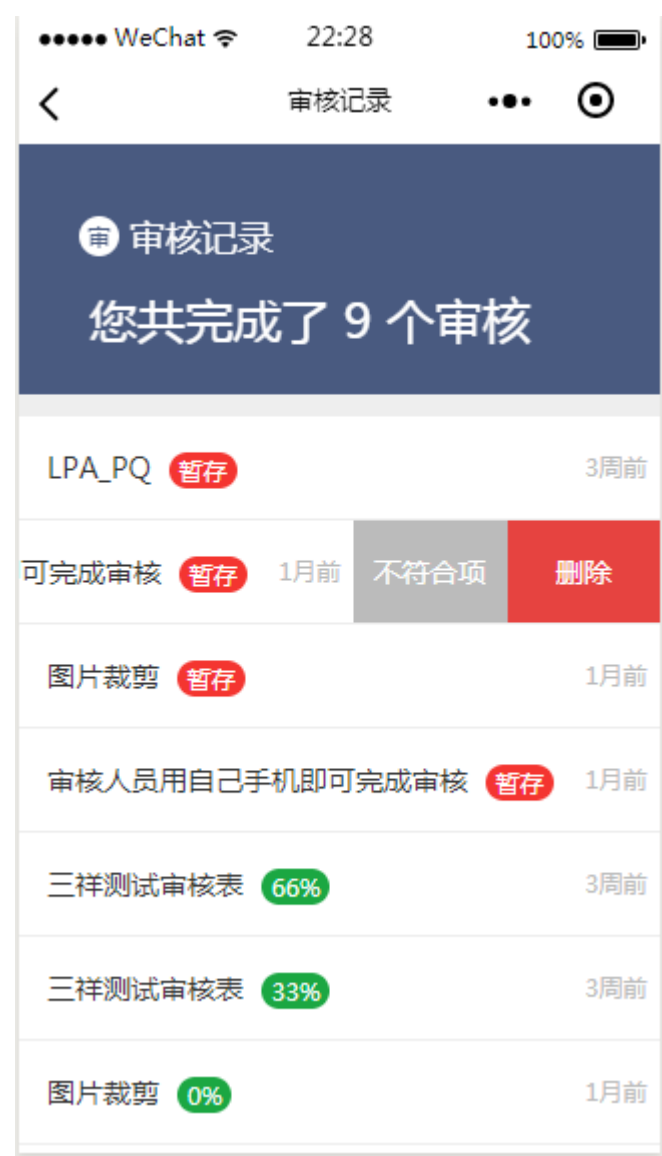 ●●●●● WeChat 22:28 100%
审核记录
审 审核记录
您共完成了 9 个审核
LPA_PQ 暂存 3周前
可完成审核 暂存 1月前 不符合项 删除
图片裁剪 暂存 1月前
审核人员用自己手机即可完成审核 暂存 1月前
三祥测试审核表 66% 3周前
三祥测试审核表 33% 3周前
图片裁剪 0% 1月前